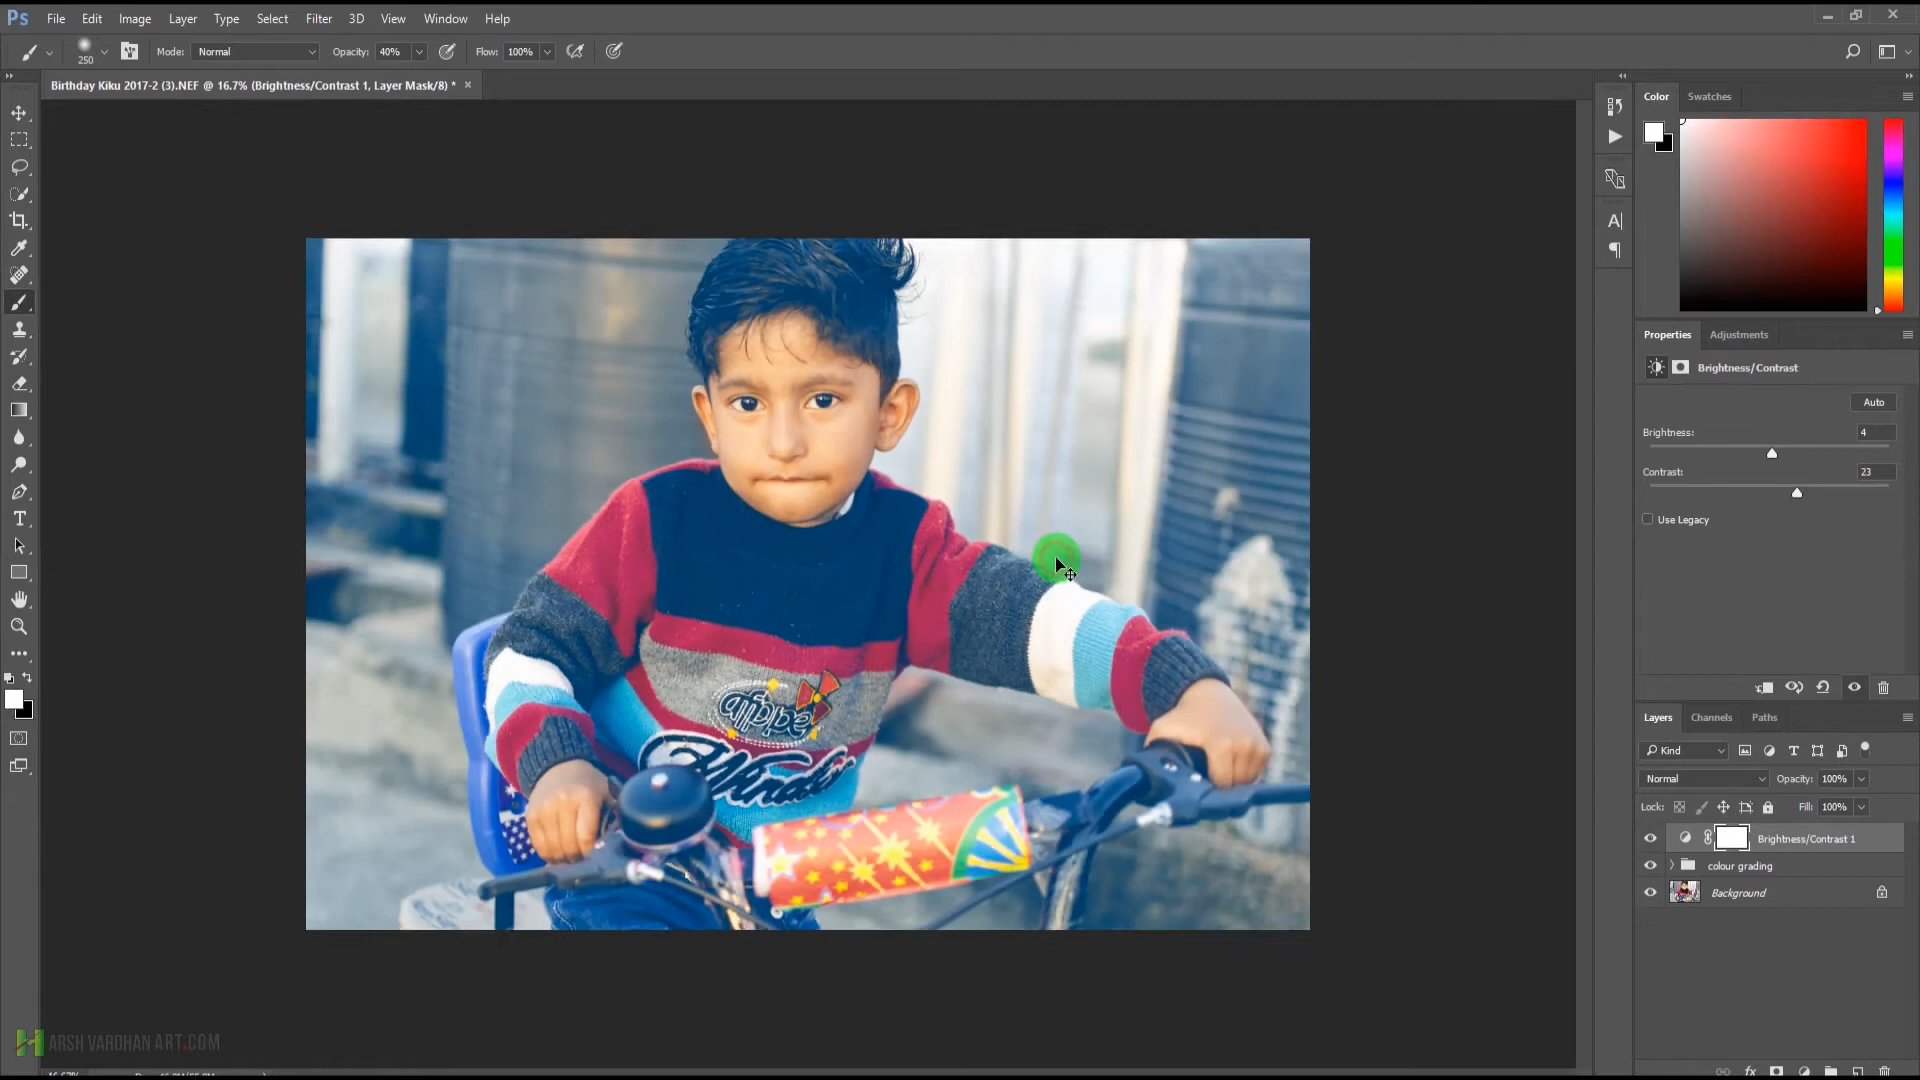 Ps File Edit Image Layer Type Select Filter 3D View Window Help
250 Mode: Normal Opacity: 40% Flow: 100%
Birthday Kiku 2017-2 (3).NEF @ 16.7% (Brightness/Contrast 1, Layer Mask/8) * ×
Color Swatches
Properties Adjustments
Brightness/Contrast
Auto
Brightness: 4
Contrast: 23
Use Legacy
Layers Channels Paths
Kind
Normal Opacity: 100%
Lock: Fill: 100%
Brightness/Contrast 1
colour grading
Background
HARSH VARDHAN ART.COM